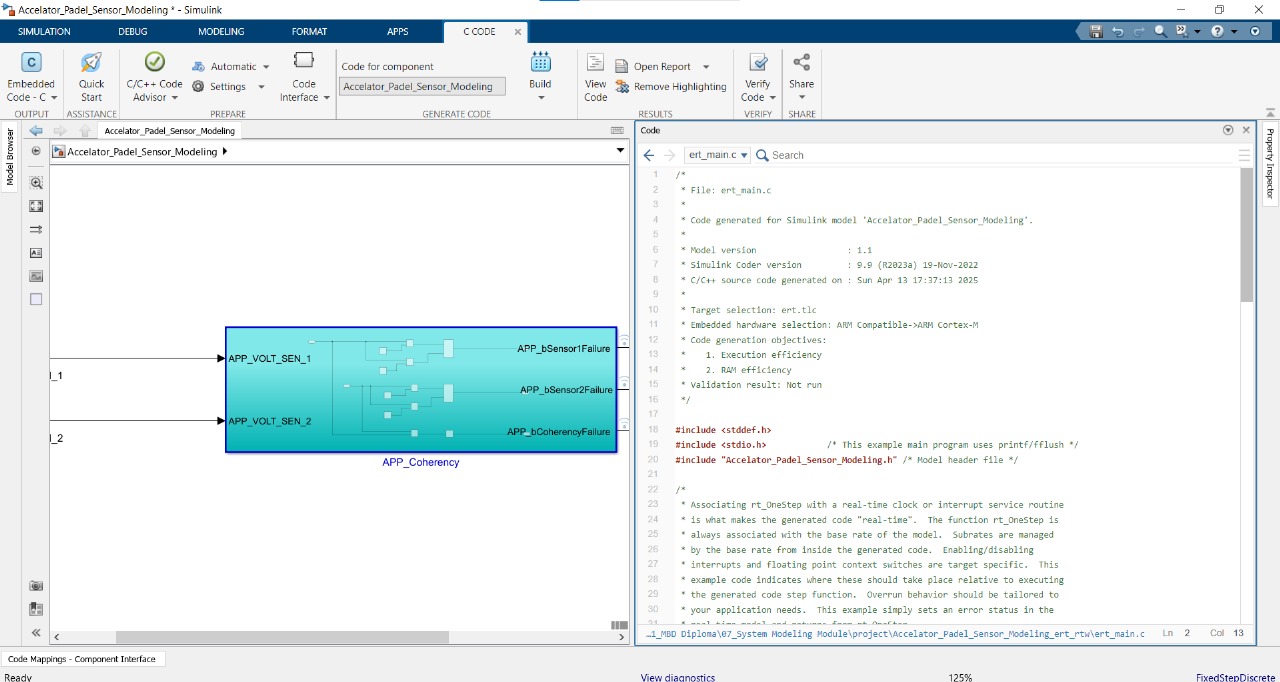 Accelator_Padel_Sensor_Modeling * - Simulink
SIMULATION
DEBUG
MODELING
FORMAT
APPS
C CODE
Embedded Code - C
OUTPUT
Quick Start
ASSISTANCE
C/C++ Code Advisor
Automatic
Settings
Code Interface
PREPARE
Code for component
Accelator_Padel_Sensor_Modeling
Build
GENERATE CODE
View Code
Open Report
Remove Highlighting
RESULTS
Verify Code
VERIFY
Share
SHARE
Model Browser
Accelator_Padel_Sensor_Modeling
Accelator_Padel_Sensor_Modeling
_1
_2
APP_VOLT_SEN_1
APP_VOLT_SEN_2
APP_bSensor1Failure
APP_bSensor2Failure
APP_bCoherencyFailure
APP_Coherency
Code
ert_main.c
Search
Property Inspector
1 /*
2 * File: ert_main.c
3 *
4 * Code generated for Simulink model 'Accelator_Padel_Sensor_Modeling'.
5 *
6 * Model version : 1.1
7 * Simulink Coder version : 9.9 (R2023a) 19-Nov-2022
8 * C/C++ source code generated on : Sun Apr 13 17:37:13 2025
9 *
10 * Target selection: ert.tlc
11 * Embedded hardware selection: ARM Compatible->ARM Cortex-M
12 * Code generation objectives:
13 * 1. Execution efficiency
14 * 2. RAM efficiency
15 * Validation result: Not run
16 */
17
18 #include <stddef.h>
19 #include <stdio.h> /* This example main program uses printf/fflush */
20 #include "Accelator_Padel_Sensor_Modeling.h" /* Model header file */
21
22 /*
23 * Associating rt_OneStep with a real-time clock or interrupt service routine
24 * is what makes the generated code "real-time". The function rt_OneStep is
25 * always associated with the base rate of the model. Subrates are managed
26 * by the base rate from inside the generated code. Enabling/disabling
27 * interrupts and floating point context switches are target specific. This
28 * example code indicates where these should take place relative to executing
29 * the generated code step function. Overrun behavior should be tailored to
30 * your application needs. This example simply sets an error status in the
31 * real-time model and returns from rt_OneStep.
...1_MBD Diploma\07_System Modeling Module\project\Accelator_Padel_Sensor_Modeling_ert_rtw\ert_main.c
Ln 2 Col 13
Code Mappings - Component Interface
Ready
View diagnostics
125%
FixedStepDiscrete